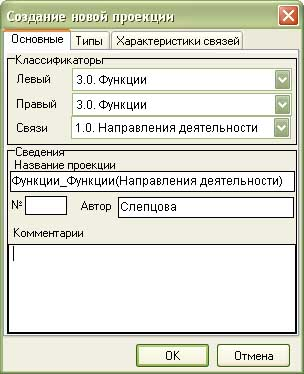 Создание новой проекции
Основные Типы Характеристики связей
Классификаторы
Левый 3.0. Функции
Правый 3.0. Функции
Связи 1.0. Направления деятельности
Сведения
Название проекции
Функции_Функции(Направления деятельности)
№ Автор Слепцова
Комментарии
OK Отмена